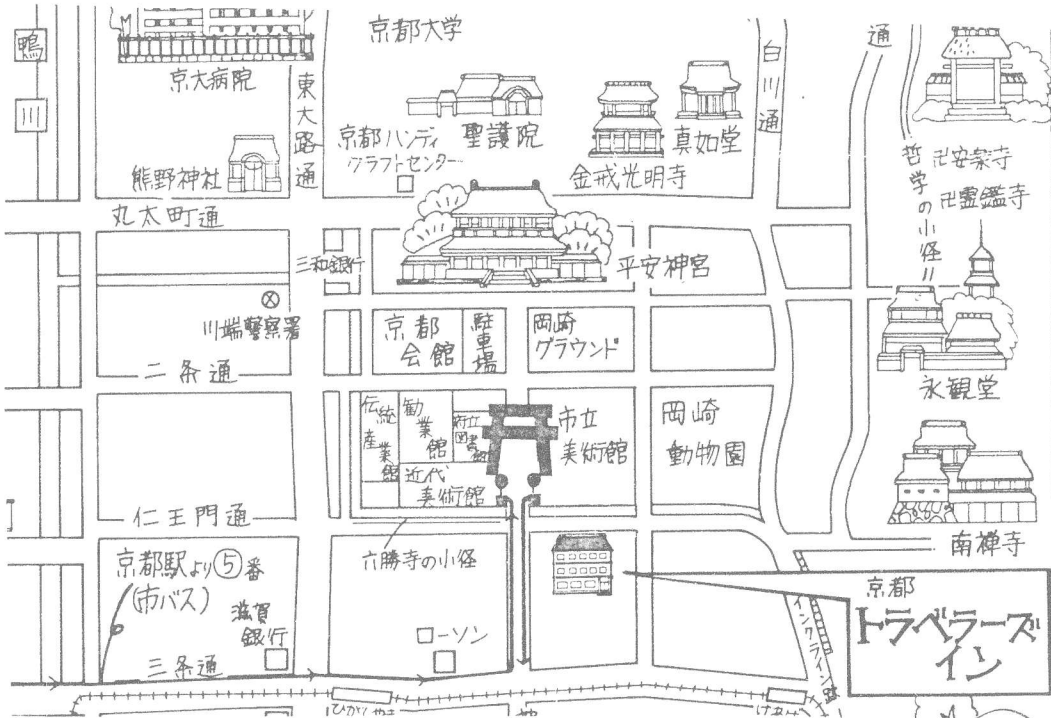 鴨
川
京大病院
東大路通
京都大学
京都ハンディ
クラフトセンター
聖護院
金戒光明寺
真如堂
白川通
通
哲学の小径
卍安楽寺
卍霊鑑寺
熊野神社
丸太町通
三和銀行
平安神宮
川端警察署
京都
会館
駐車場
岡崎
グラウンド
永観堂
二条通
伝統産業館
勧業館
府立図書館
近代
美術館
市立
美術館
岡崎
動物園
仁王門通
南禅寺
京都駅より⑤番
(市バス)
滋賀
銀行
六勝寺の小径
ローソン
三条通
インクライン
京都
トラベラーズ
イン
けあげ